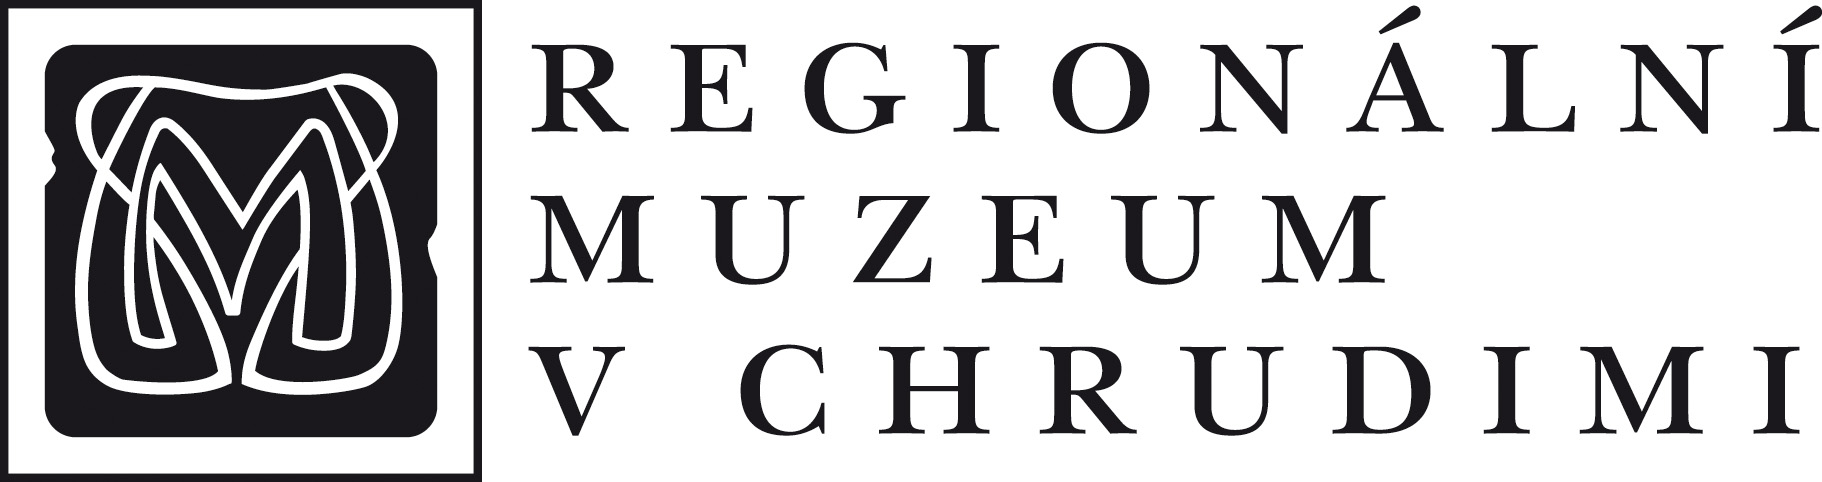 REGIONÁLNÍ
MUZEUM
V CHRUDIMI